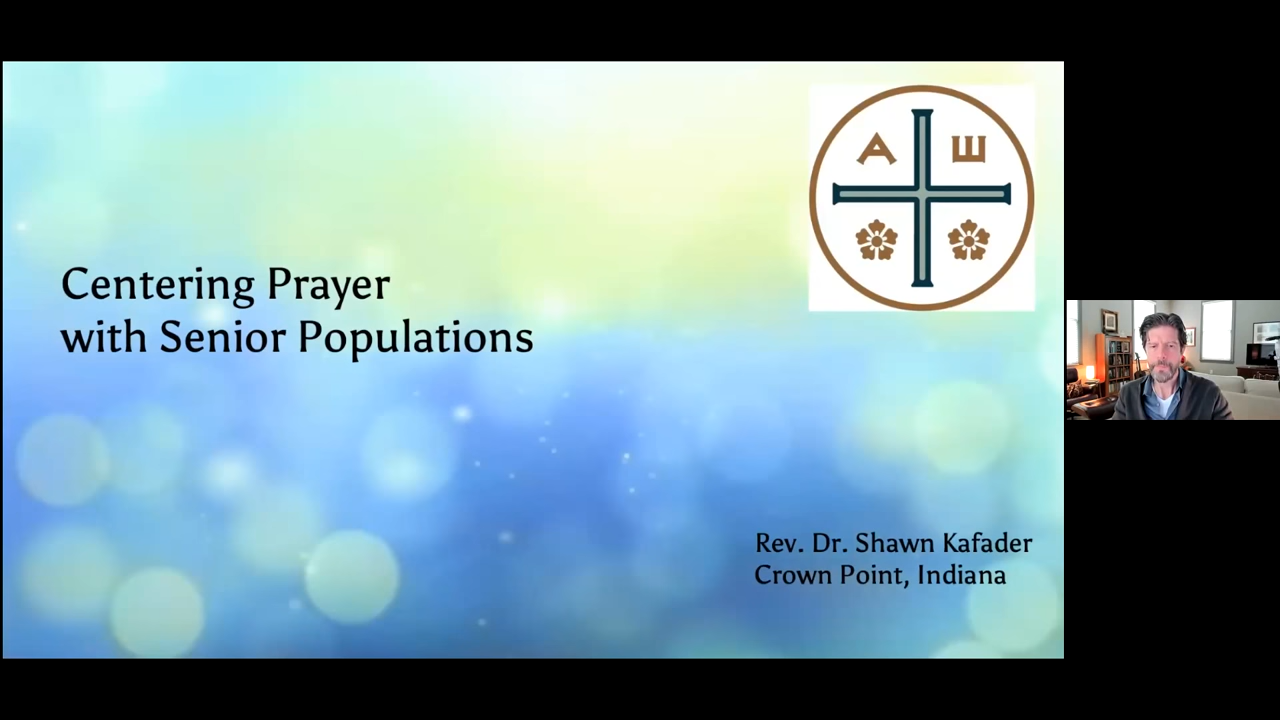 A Ш
Centering Prayer
with Senior Populations
Rev. Dr. Shawn Kafader
Crown Point, Indiana